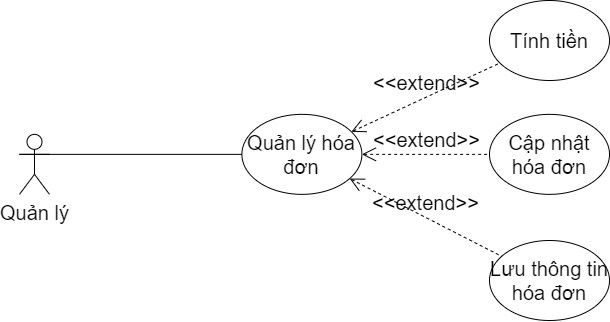 Tính tiền
<<extend>>
Quản lý hóa
đơn
<<extend>>
Cập nhật
hóa đơn
Quản lý
<<extend>>
Lưu thông tin
hóa đơn